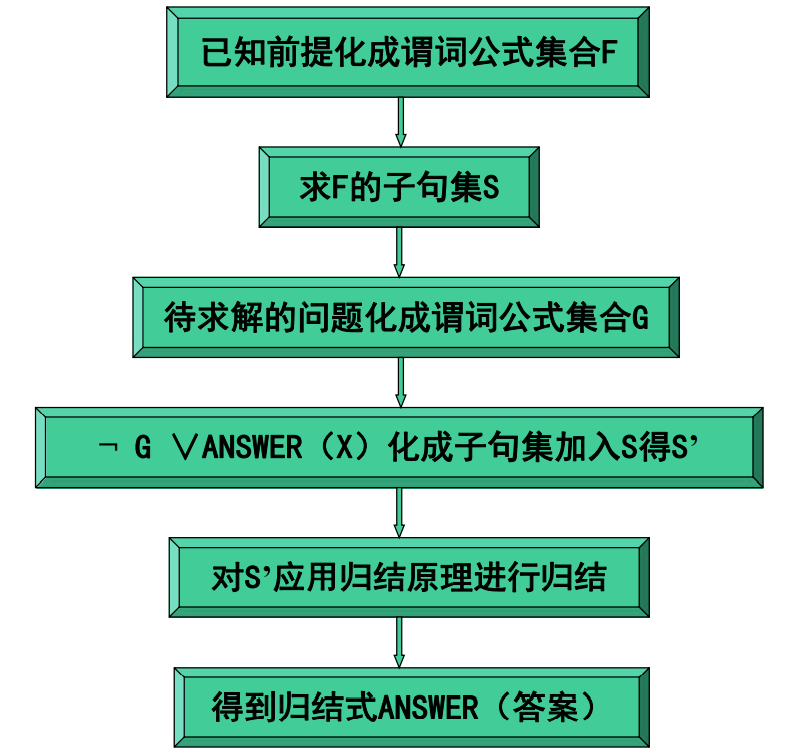 已知前提化成谓词公式集合F
求F的子句集S
待求解的问题化成谓词公式集合G
¬ G ∨ANSWER（X）化成子句集加入S得S’
对S’应用归结原理进行归结
得到归结式ANSWER（答案）